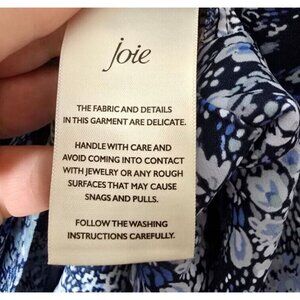 joie
THE FABRIC AND DETAILS
IN THIS GARMENT ARE DELICATE.
HANDLE WITH CARE AND
AVOID COMING INTO CONTACT
WITH JEWELRY OR ANY ROUGH
SURFACES THAT MAY CAUSE
SNAGS AND PULLS.
FOLLOW THE WASHING
INSTRUCTIONS CAREFULLY.